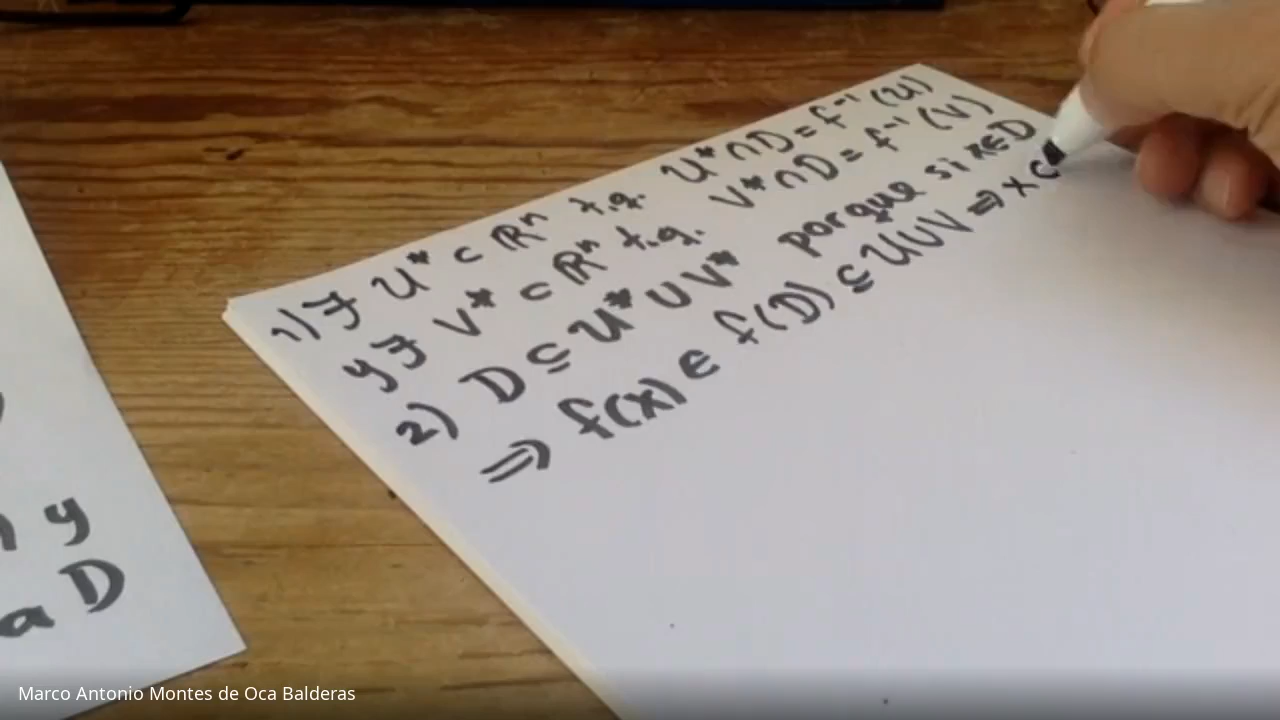 1) ∃ U* ⊂ ℝⁿ t.q. U* ∩ D = f⁻¹(U)
y ∃ V* ⊂ ℝⁿ t.q. V* ∩ D = f⁻¹(V)
2) D ⊆ U* ∪ V* porque si x ∈ D
⇒ f(x) ∈ f(D) ⊆ U ∪ V ⇒ x
y
a D
Marco Antonio Montes de Oca Balderas